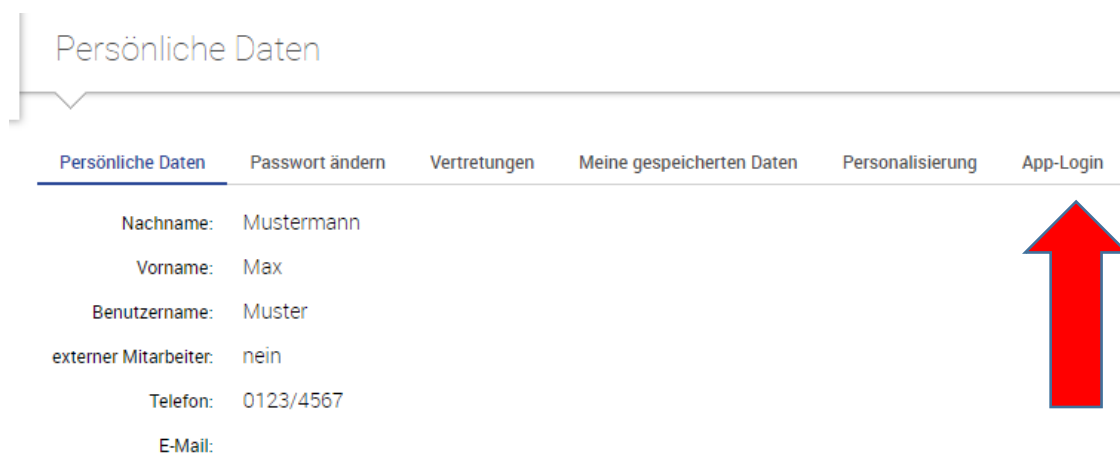 Persönliche Daten
Persönliche Daten Passwort ändern Vertretungen Meine gespeicherten Daten Personalisierung App-Login
Nachname: Mustermann
Vorname: Max
Benutzername: Muster
externer Mitarbeiter: nein
Telefon: 0123/4567
E-Mail: